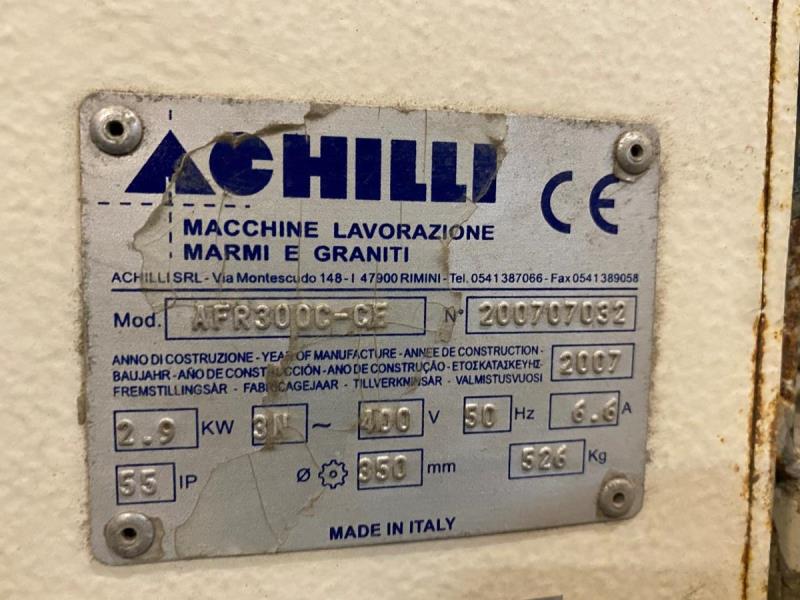 ACHILLI
CE
MACCHINE LAVORAZIONE
MARMI E GRANITI
ACHILLI SRL - Via Montescudo 148 - I 47900 RIMINI - Tel. 0541 387066 - Fax 0541 389058
Mod. AFR300C-CE N° 200707032
ANNO DI COSTRUZIONE - YEAR OF MANUFACTURE - ANNEE DE CONSTRUCTION -
BAUJAHR - AÑO DE CONSTRUCCIÓN - ANO DE CONSTRUÇÃO - ΕΤΟΣ ΚΑΤΑΣΚΕΥΗΣ -
FREMSTILLINGSÅR - FABRICAGEJAAR - TILLVERKNINSÅR - VALMISTUSVUOSI
2007
2.9 KW 3N ~ 400 V 50 Hz 6.6 A
55 IP Ø 350 mm 526 Kg
MADE IN ITALY